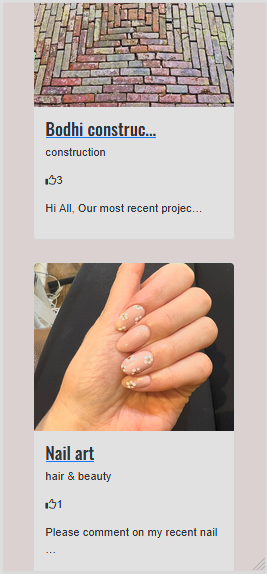 Bodhi construc...
construction
3
Hi All, Our most recent projec...
Nail art
hair & beauty
1
Please comment on my recent nail
...